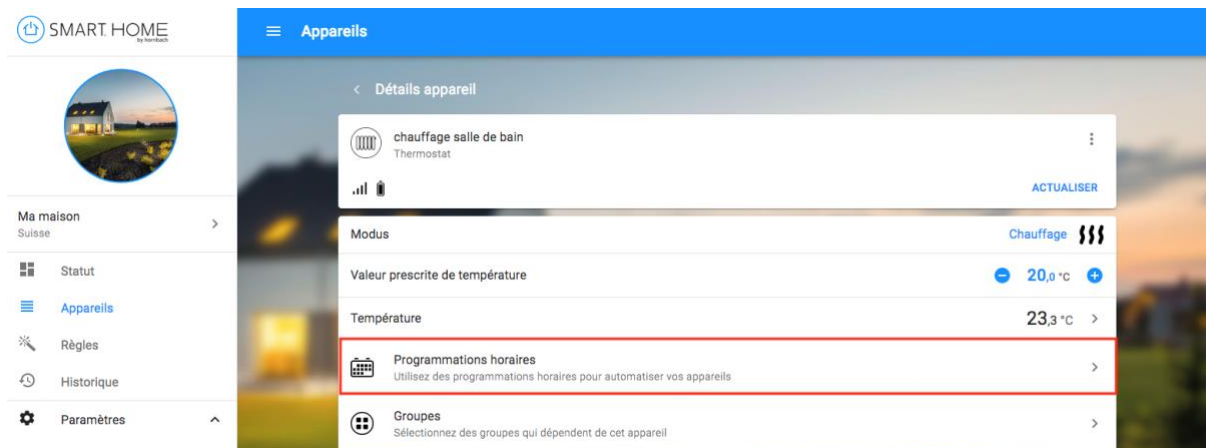 SMART HOME
by hornbach
Appareils
Détails appareil
chauffage salle de bain
Thermostat
ACTUALISER
Ma maison
Suisse
Modus
Chauffage
Statut
Valeur prescrite de température
20,0 °C
Appareils
Température
23,3 °C
Règles
Programmations horaires
Utilisez des programmations horaires pour automatiser vos appareils
Historique
Paramètres
Groupes
Sélectionnez des groupes qui dépendent de cet appareil